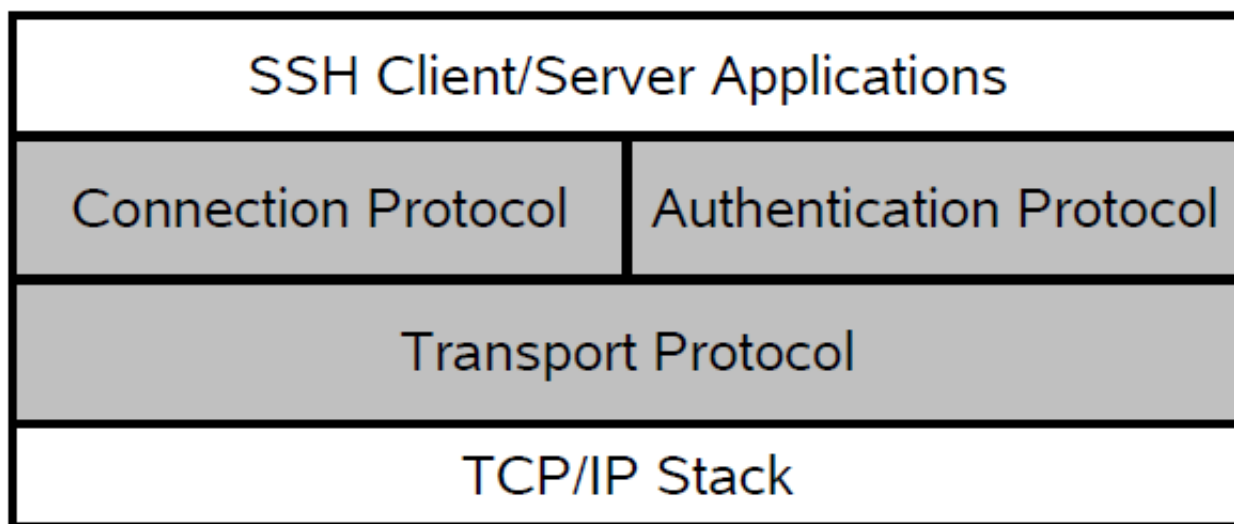 SSH Client/Server Applications
Connection Protocol
Authentication Protocol
Transport Protocol
TCP/IP Stack